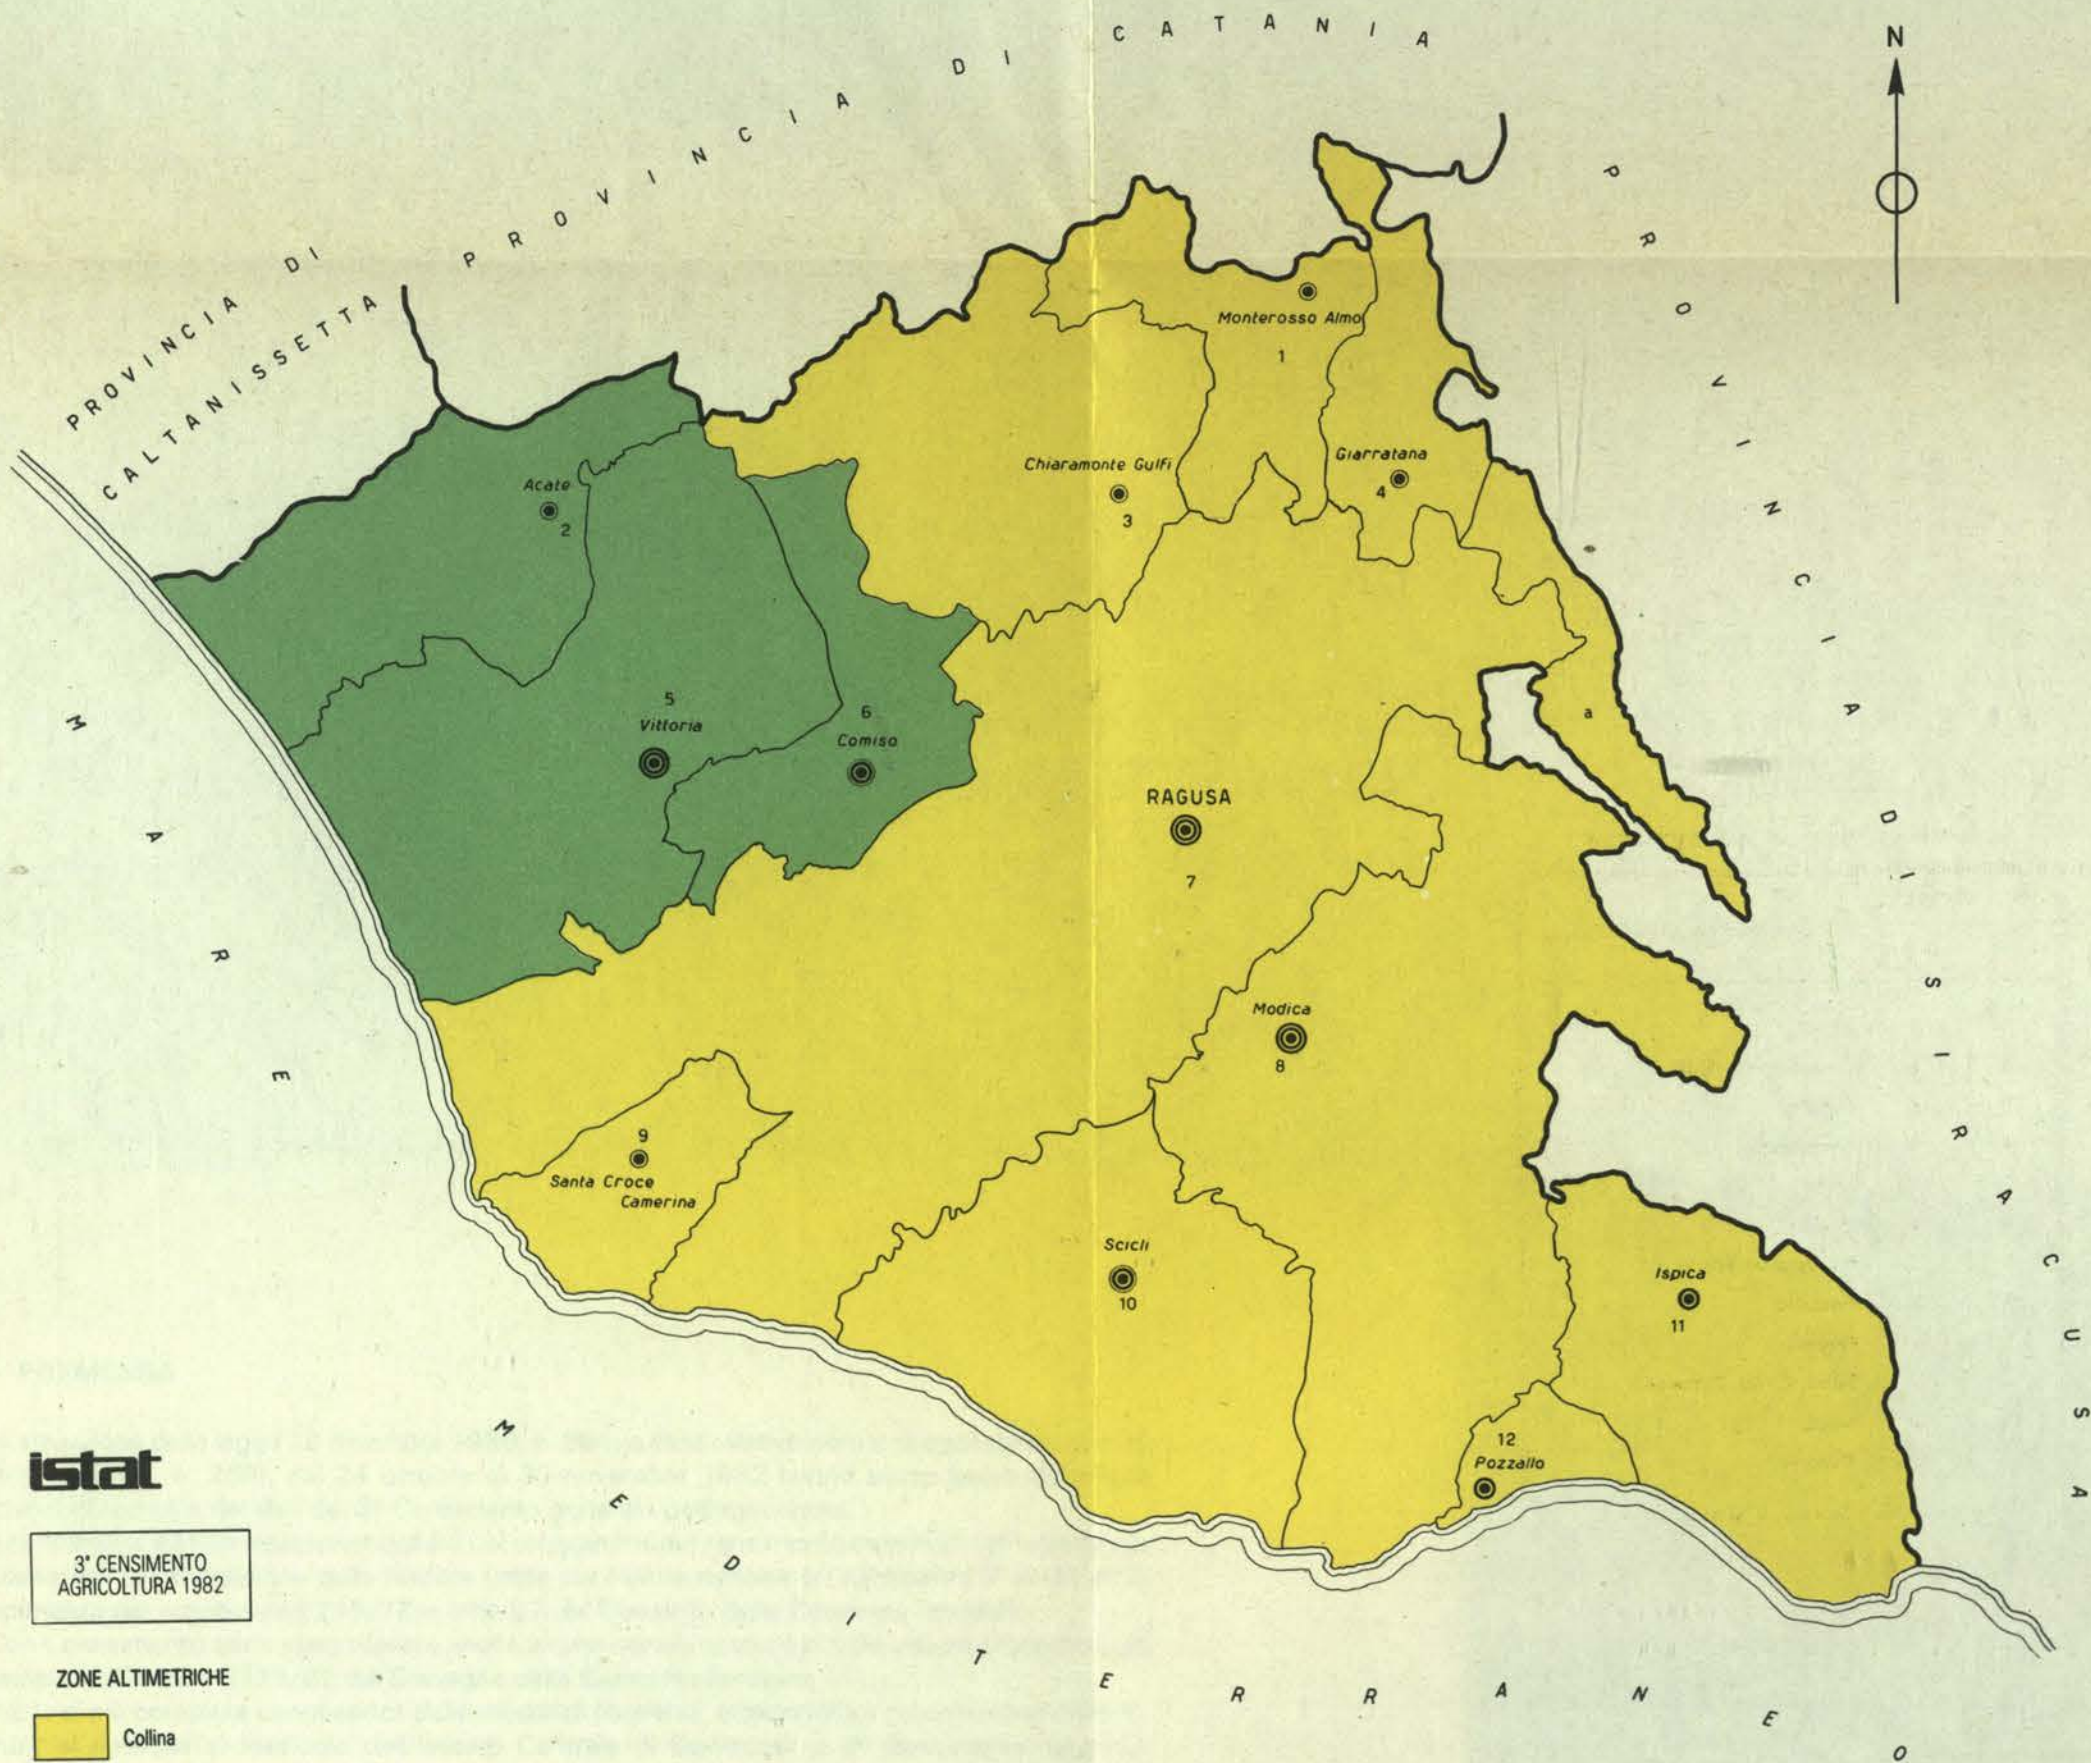 PROVINCIA DI CATANIA
N
PROVINCIA DI
CALTANISSETTA
PROVINCIA DI SIRACUSA
Monterosso Almo
1
Chiaramonte Gulfi
3
Giarratana
4
Acate
2
5
Vittoria
6
Comiso
a
RAGUSA
7
Modica
8
9
Santa Croce
Camerina
Scicli
10
Ispica
11
12
Pozzallo
MARE MEDITERRANEO
istat
3° CENSIMENTO
AGRICOLTURA 1982
ZONE ALTIMETRICHE
Collina